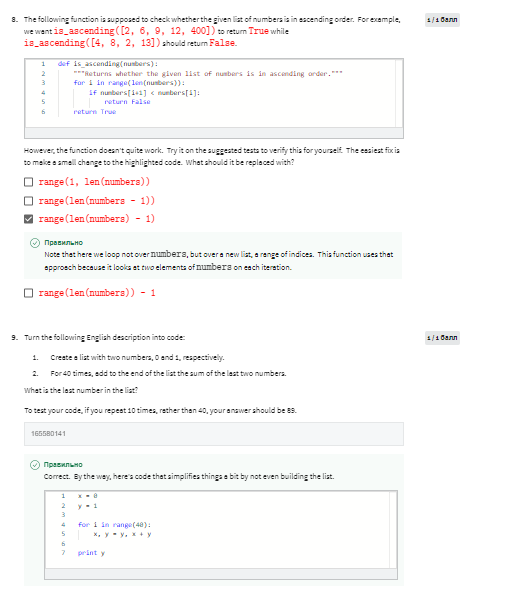 8. The following function is supposed to check whether the given list of numbers is in ascending order. For example, 1/1 балл
we want is_ascending([2, 6, 9, 12, 400]) to return True while
is_ascending([4, 8, 2, 13]) should return False.
1 def is_ascending(numbers):
2 """Returns whether the given list of numbers is in ascending order."""
3 for i in range(len(numbers)):
4 if numbers[i+1] < numbers[i]:
5 return False
6 return True
However, the function doesn't quite work. Try it on the suggested tests to verify this for yourself. The easiest fix is
to make a small change to the highlighted code. What should it be replaced with?
range(1, len(numbers))
range(len(numbers - 1))
range(len(numbers) - 1)
Правильно
Note that here we loop not over numbers, but over a new list, a range of indices. This function uses that
approach because it looks at two elements of numbers on each iteration.
range(len(numbers)) - 1
9. Turn the following English description into code: 1/1 балл
1. Create a list with two numbers, 0 and 1, respectively.
2. For 40 times, add to the end of the list the sum of the last two numbers.
What is the last number in the list?
To test your code, if you repeat 10 times, rather than 40, your answer should be 89.
165580141
Правильно
Correct. By the way, here's code that simplifies things a bit by not even building the list.
1 x = 0
2 y = 1
3
4 for i in range(40):
5 x, y = y, x + y
6
7 print y